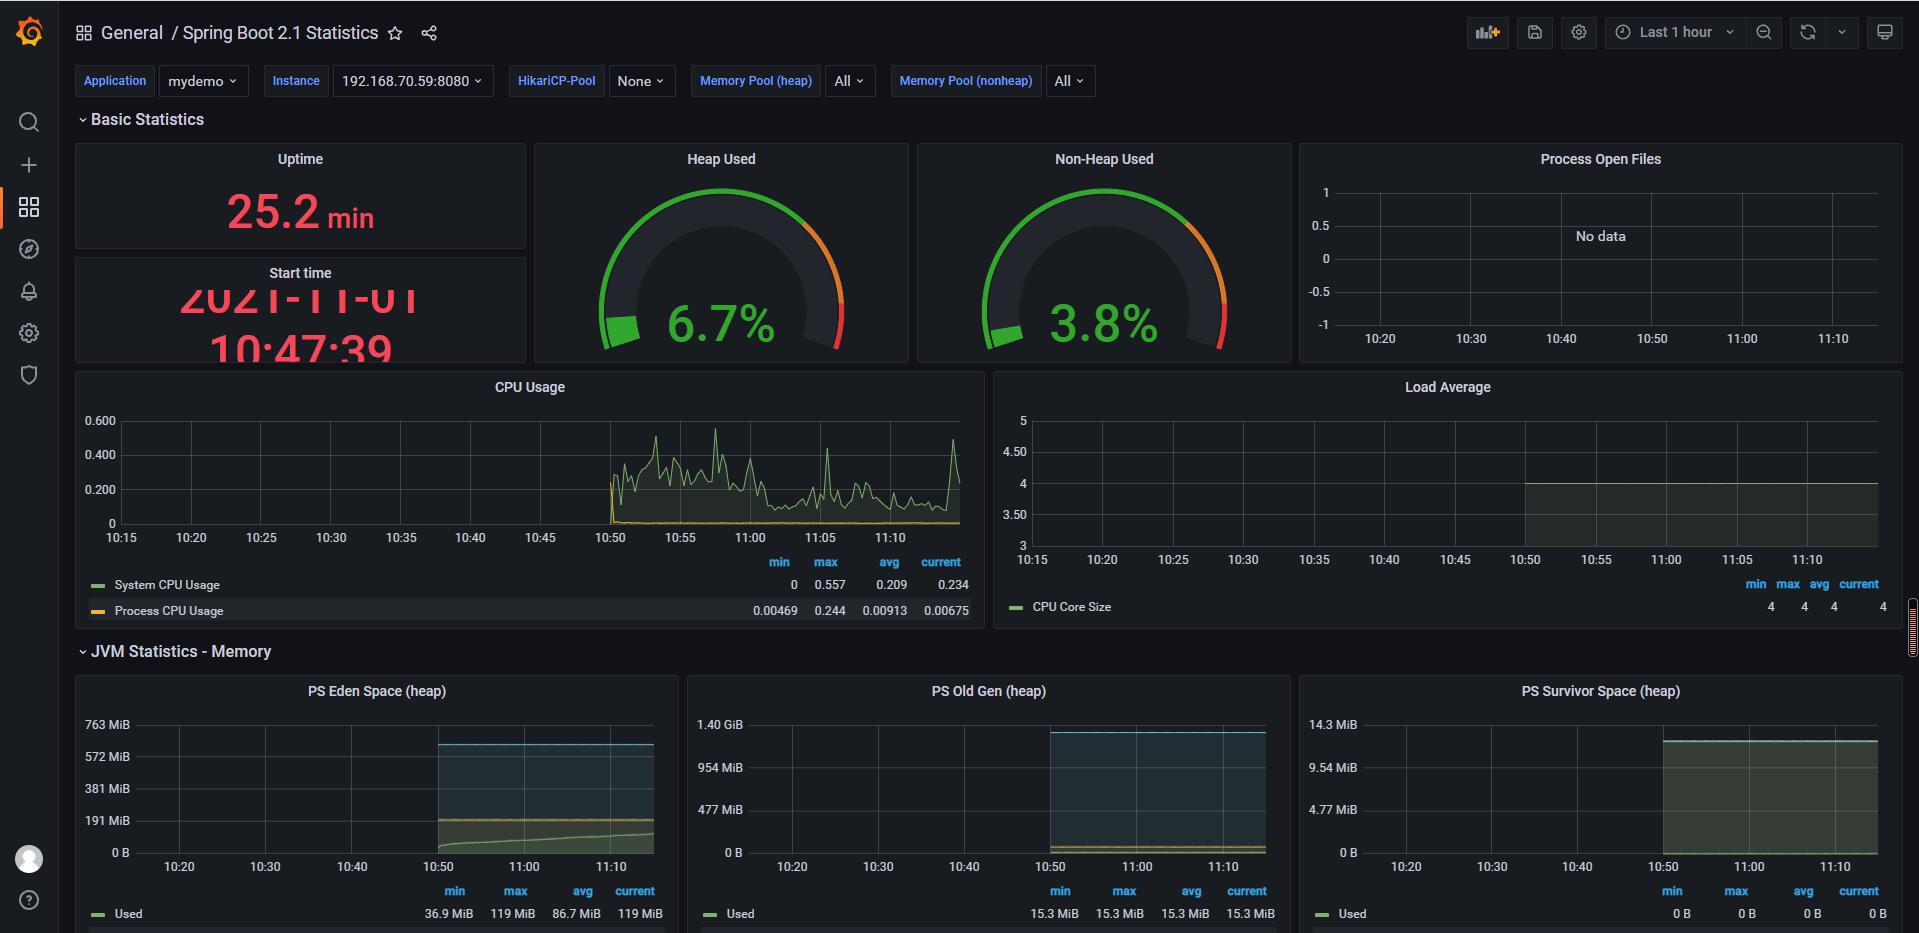 General / Spring Boot 2.1 Statistics
Last 1 hour
Application mydemo Instance 192.168.70.59:8080 HikariCP-Pool None Memory Pool (heap) All Memory Pool (nonheap) All
Basic Statistics
Uptime
25.2 min
Start time
2021-11-01
10:47:39
Heap Used
6.7%
Non-Heap Used
3.8%
Process Open Files
1
0.5
0
-0.5
-1
No data
10:20 10:30 10:40 10:50 11:00 11:10
CPU Usage
0.600
0.400
0.200
0
10:15 10:20 10:25 10:30 10:35 10:40 10:45 10:50 10:55 11:00 11:05 11:10
min max avg current
System CPU Usage 0 0.557 0.209 0.234
Process CPU Usage 0.00469 0.244 0.00913 0.00675
Load Average
5
4.50
4
3.50
3
10:15 10:20 10:25 10:30 10:35 10:40 10:45 10:50 10:55 11:00 11:05 11:10
min max avg current
CPU Core Size 4 4 4 4
JVM Statistics - Memory
PS Eden Space (heap)
763 MiB
572 MiB
381 MiB
191 MiB
0 B
10:20 10:30 10:40 10:50 11:00 11:10
min max avg current
Used 36.9 MiB 119 MiB 86.7 MiB 119 MiB
PS Old Gen (heap)
1.40 GiB
954 MiB
477 MiB
0 B
10:20 10:30 10:40 10:50 11:00 11:10
min max avg current
Used 15.3 MiB 15.3 MiB 15.3 MiB 15.3 MiB
PS Survivor Space (heap)
14.3 MiB
9.54 MiB
4.77 MiB
0 B
10:20 10:30 10:40 10:50 11:00 11:10
min max avg current
Used 0 B 0 B 0 B 0 B